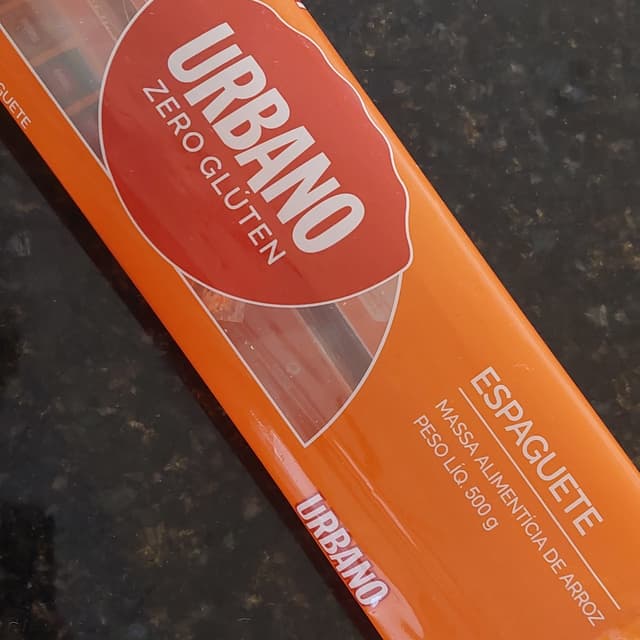 URBANO
ZERO GLÚTEN
ESPAGUETE
MASSA ALIMENTÍCIA DE ARROZ
PESO LÍQ. 500 g
URBANO